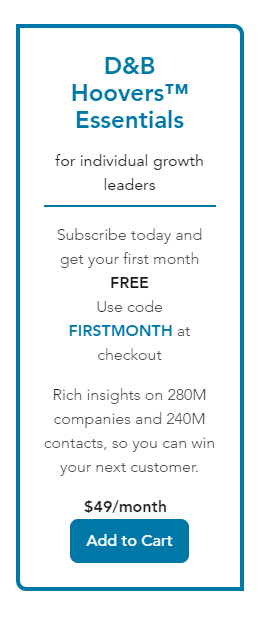 D&B
Hoovers™
Essentials
for individual growth
leaders
Subscribe today and
get your first month
FREE
Use code
FIRSTMONTH at
checkout
Rich insights on 280M
companies and 240M
contacts, so you can win
your next customer.
$49/month
Add to Cart